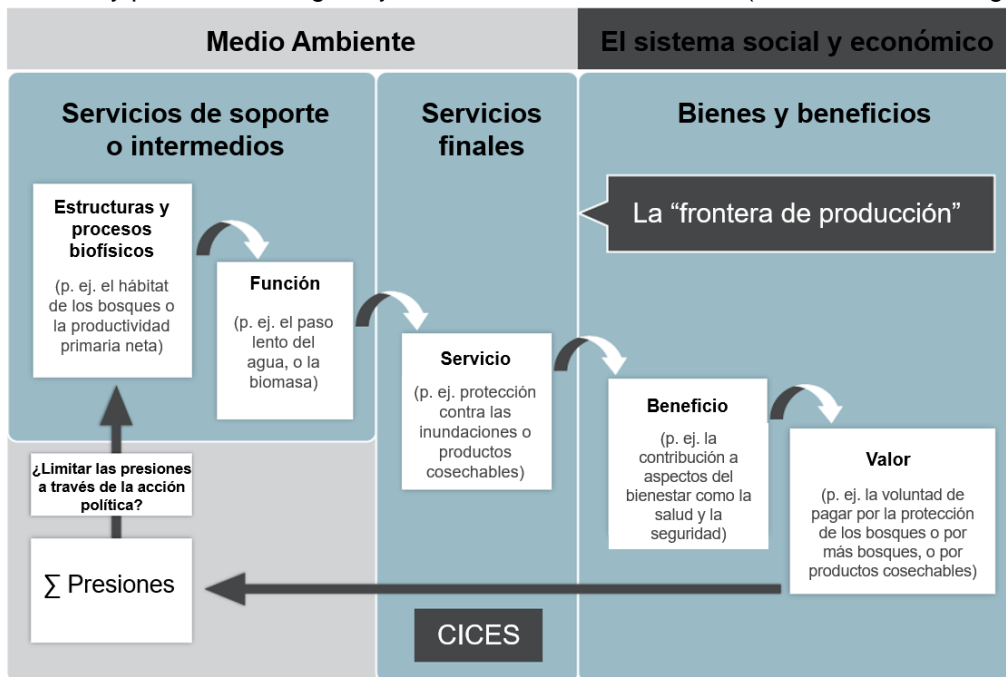 Medio Ambiente
El sistema social y económico
Servicios de soporte
o intermedios
Servicios
finales
Bienes y beneficios
Estructuras y
procesos
biofísicos
(p. ej. el hábitat
de los bosques o
la productividad
primaria neta)
Función
(p. ej. el paso
lento del
agua, o la
biomasa)
La “frontera de producción”
Servicio
(p. ej. protección
contra las
inundaciones o
productos
cosechables)
Beneficio
(p. ej. la
contribución a
aspectos del
bienestar como la
salud y la
seguridad)
Valor
(p. ej. la voluntad de
pagar por la protección
de los bosques o por
más bosques, o por
productos cosechables)
¿Limitar las presiones
a través de la acción
política?
∑ Presiones
CICES